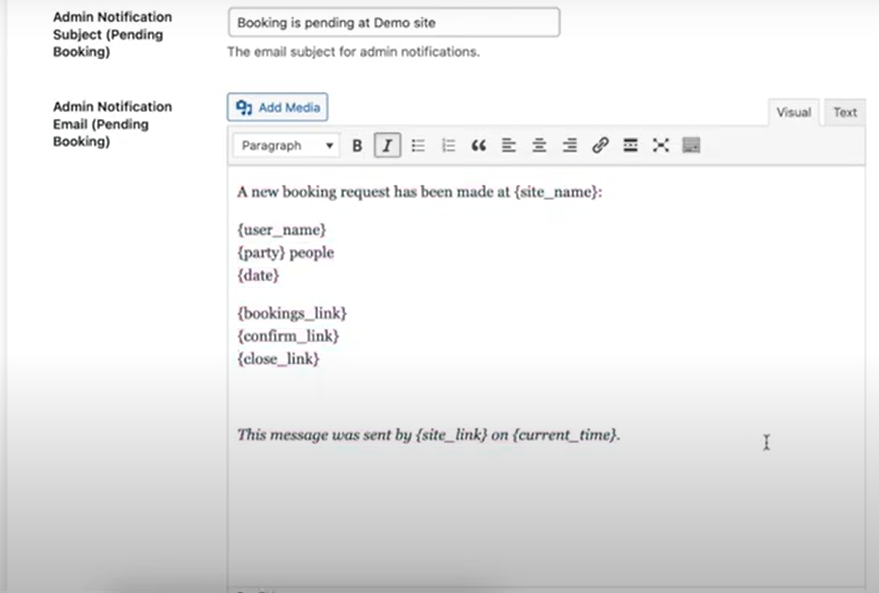 Admin Notification
Subject (Pending
Booking)
Booking is pending at Demo site
The email subject for admin notifications.
Admin Notification
Email (Pending
Booking)
Add Media
Visual
Text
Paragraph
B
I
A new booking request has been made at {site_name}:
{user_name}
{party} people
{date}
{bookings_link}
{confirm_link}
{close_link}
This message was sent by {site_link} on {current_time}.